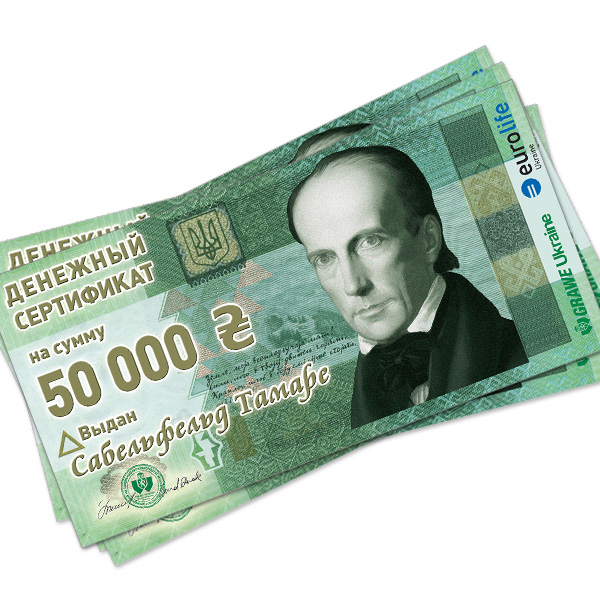 ДЕНЕЖНЫЙ
ДЕНЕЖНЫЙ
СЕРТИФИКАТ
на сумму
50 000 ₴
Выдан
Сабельфельд Тамаре
eurolife
Ukraine
GRAWE Ukraine